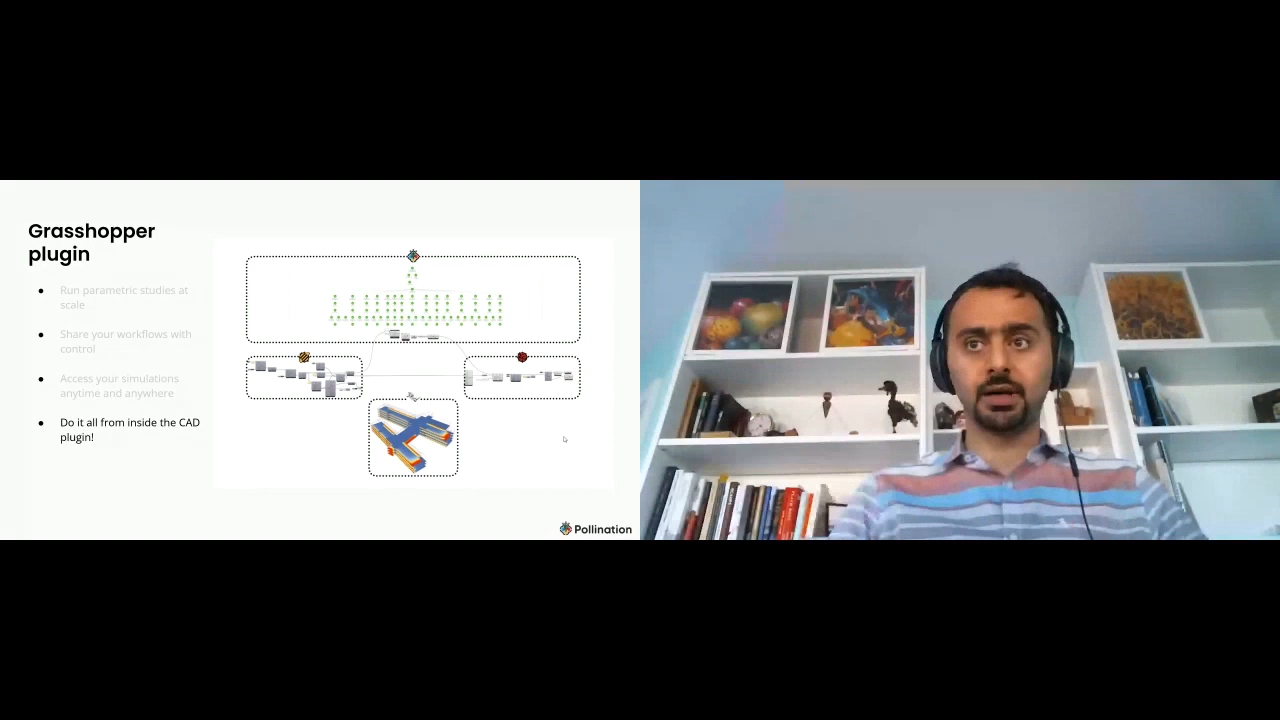 Grasshopper
plugin
● Run parametric studies at
scale
● Share your workflows with
control
● Access your simulations
anytime and anywhere
● Do it all from inside the CAD
plugin!
Pollination